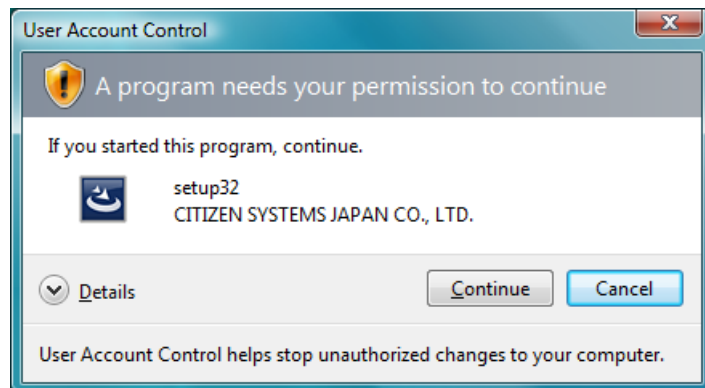 User Account Control
A program needs your permission to continue
If you started this program, continue.
setup32
CITIZEN SYSTEMS JAPAN CO., LTD.
Details
Continue
Cancel
User Account Control helps stop unauthorized changes to your computer.